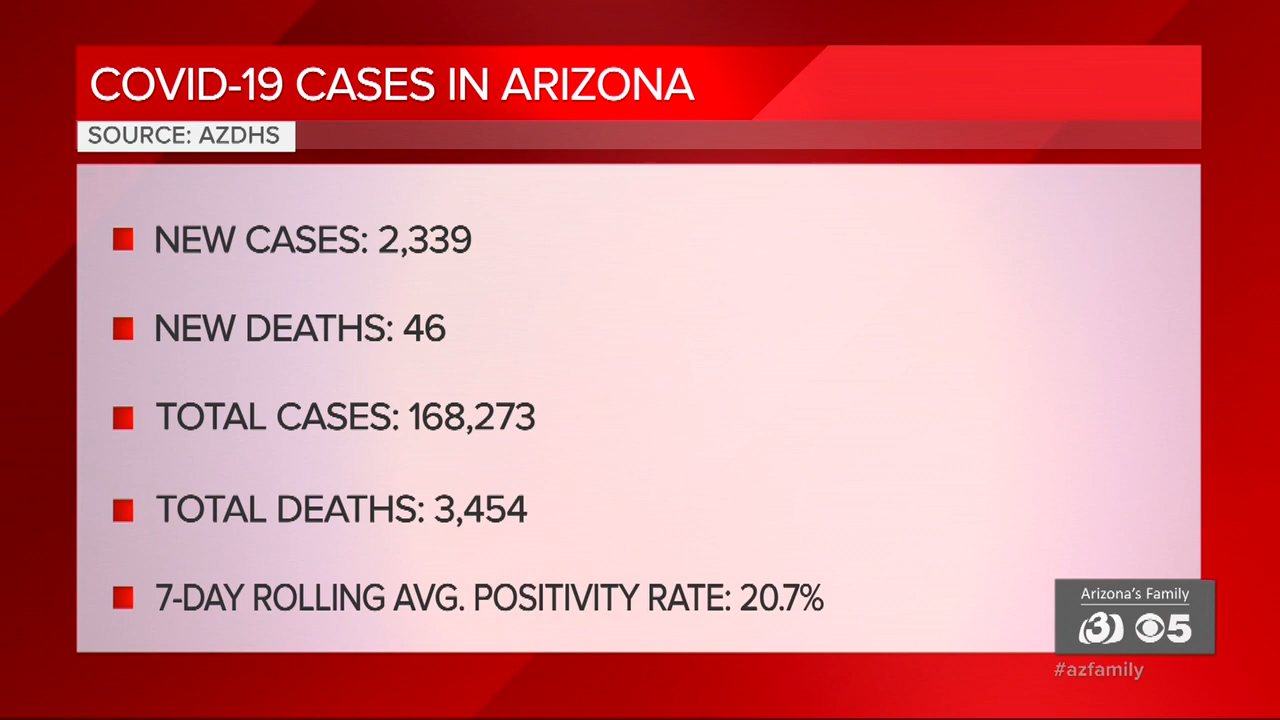 COVID-19 CASES IN ARIZONA
SOURCE: AZDHS
NEW CASES: 2,339
NEW DEATHS: 46
TOTAL CASES: 168,273
TOTAL DEATHS: 3,454
7-DAY ROLLING AVG. POSITIVITY RATE: 20.7%
Arizona's Family
3 5
#azfamily